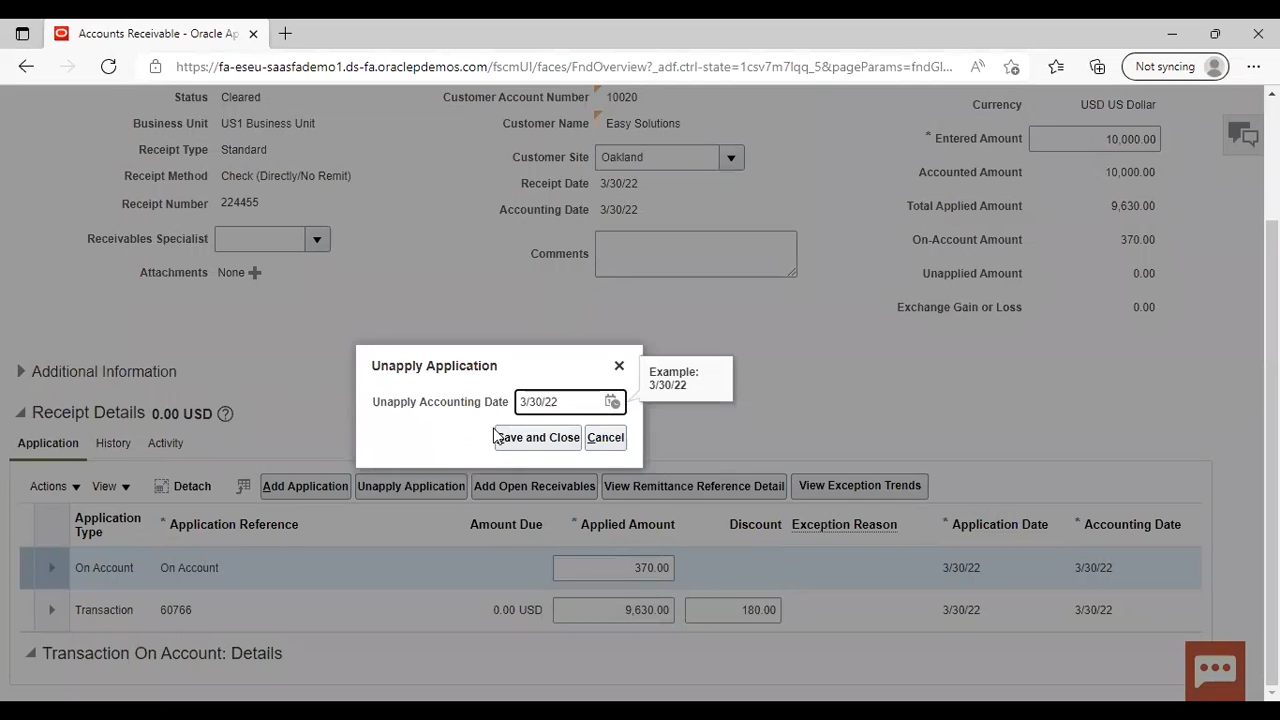 Accounts Receivable - Oracle Ap
https://fa-eseu-saasfademo1.ds-fa.oraclepdemos.com/fscmUI/faces/FndOverview?_adf.ctrl-state=1csv7m7lqq_5&pageParams=fndGl...
Not syncing
Status Cleared
Business Unit US1 Business Unit
Receipt Type Standard
Receipt Method Check (Directly/No Remit)
Receipt Number 224455
Receivables Specialist
Attachments None
Customer Account Number 10020
Customer Name Easy Solutions
Customer Site Oakland
Receipt Date 3/30/22
Accounting Date 3/30/22
Comments
Currency USD US Dollar
* Entered Amount 10,000.00
Accounted Amount 10,000.00
Total Applied Amount 9,630.00
On-Account Amount 370.00
Unapplied Amount 0.00
Exchange Gain or Loss 0.00
Unapply Application
Unapply Accounting Date 3/30/22
Save and Close Cancel
Example:
3/30/22
Additional Information
Receipt Details 0.00 USD ?
Application History Activity
Actions View Detach Add Application Unapply Application Add Open Receivables View Remittance Reference Detail View Exception Trends
Application Type * Application Reference Amount Due * Applied Amount Discount Exception Reason * Application Date * Accounting Date
On Account On Account 370.00 3/30/22 3/30/22
Transaction 60766 0.00 USD 9,630.00 180.00 3/30/22 3/30/22
Transaction On Account: Details